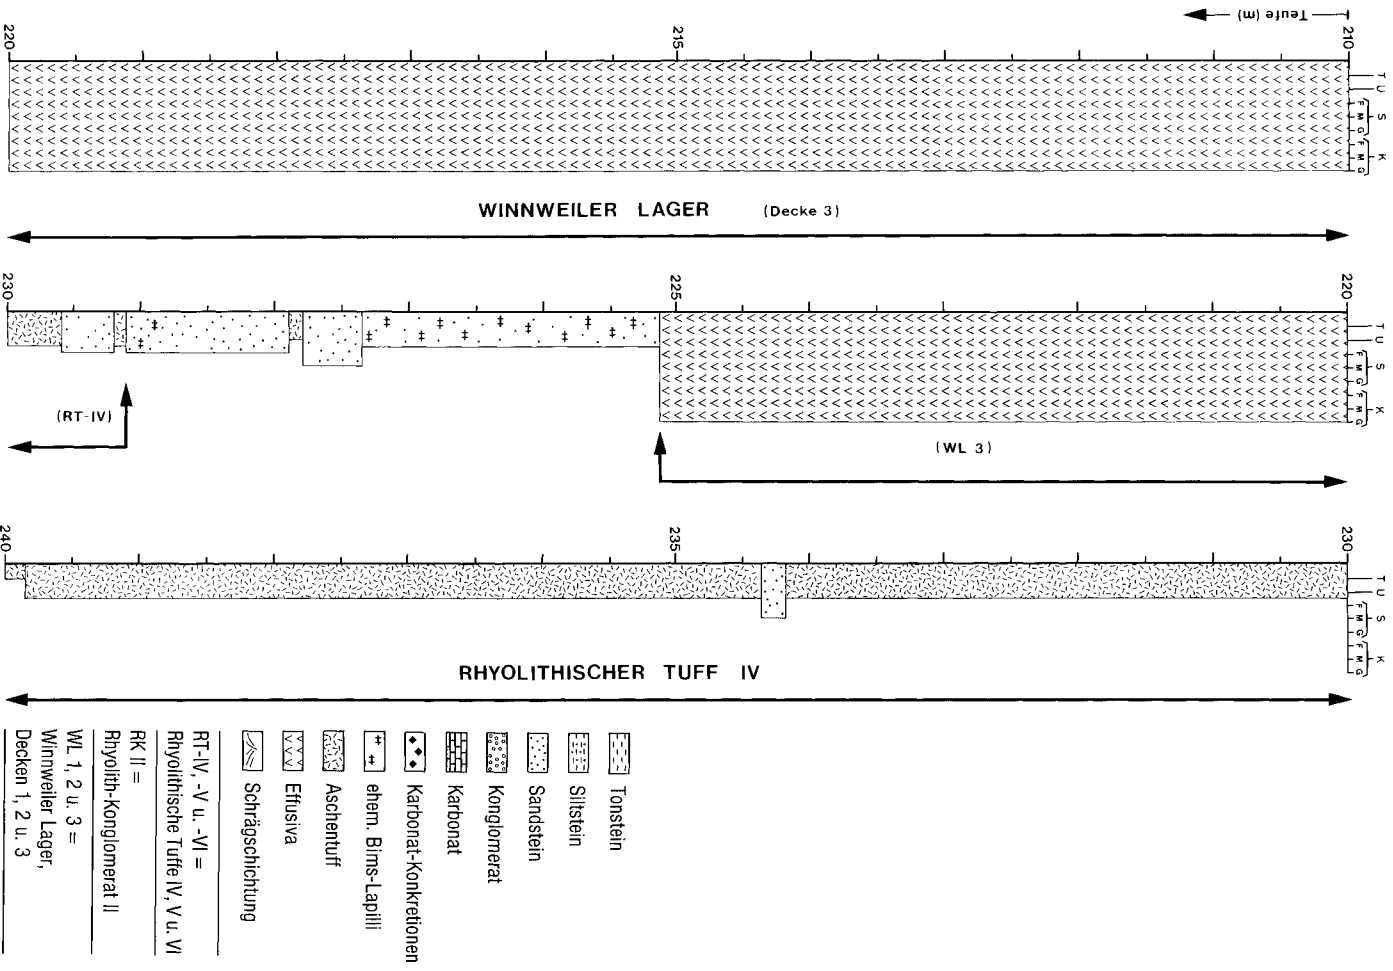 Teufe (m)
210
215
220
T U S K
F M G F M G
WINNWEILER LAGER (Decke 3)
220
225
230
T U S K
F M G F M G
(RT-IV)
(WL 3)
230
235
240
T U S K
F M G F M G
RHYOLITHISCHER TUFF IV
Tonstein
Siltstein
Sandstein
Konglomerat
Karbonat
Karbonat-Konkretionen
ehem. Bims-Lapilli
Aschentuff
Effusiva
Schrägschichtung
RT-IV, -V u. -VI =
Rhyolithische Tuffe IV, V u. VI
RK II =
Rhyolith-Konglomerat II
WL 1, 2 u. 3 =
Winnweiler Lager,
Decken 1, 2 u. 3